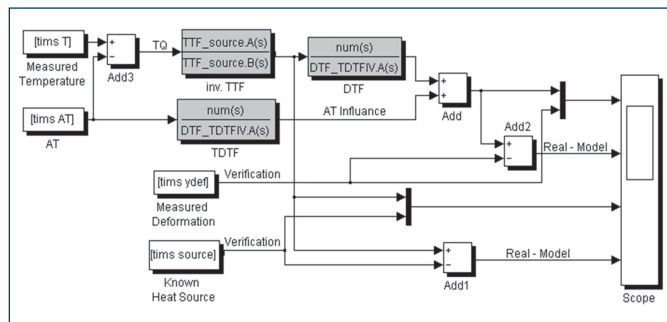 [tims T]
Measured
Temperature
+
−
Add3
TQ
TTF_source.A(s)
TTF_source.B(s)
inv. TTF
num(s)
DTF_TDTFIV.A(s)
DTF
[tims AT]
AT
num(s)
DTF_TDTFIV.A(s)
TDTF
AT Influance
+
+
Add
Add2
+
−
Real - Model
[tims ydef]
Verification
Measured
Deformation
[tims source]
Verification
Known
Heat Source
+
−
Add1
Real - Model
Scope